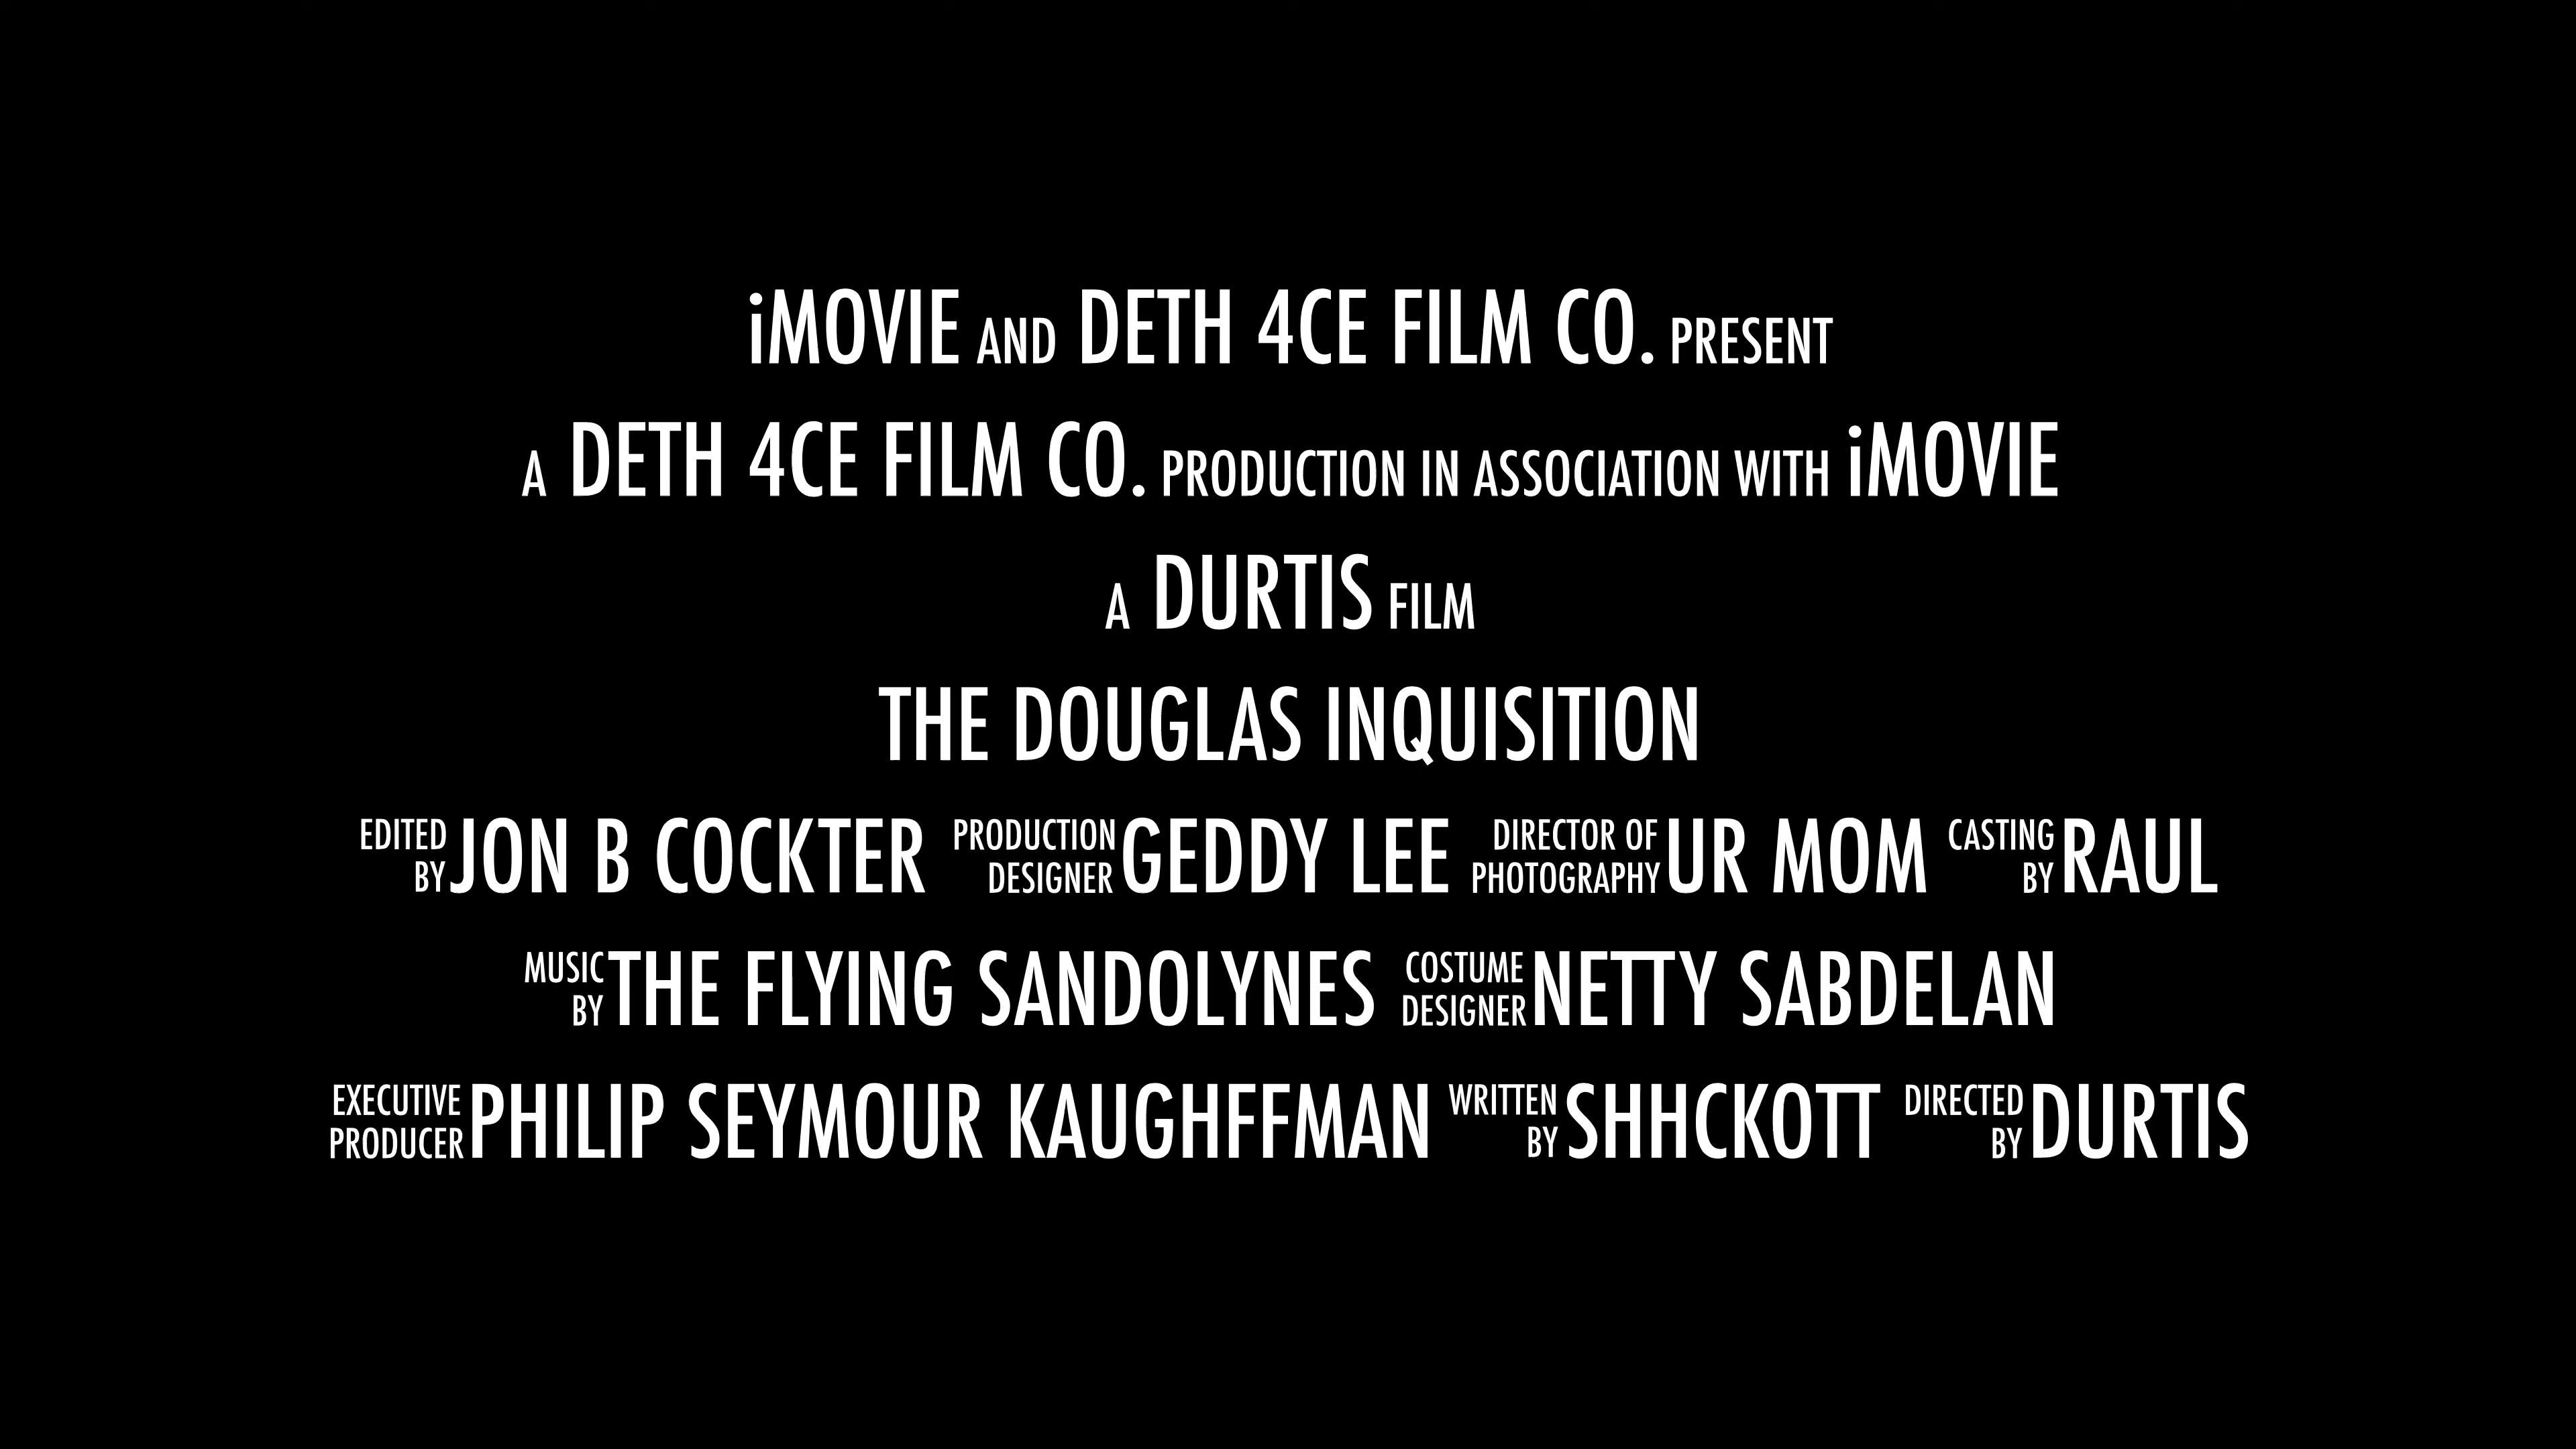 iMOVIE AND DETH 4CE FILM CO. PRESENT
A DETH 4CE FILM CO. PRODUCTION IN ASSOCIATION WITH iMOVIE
A DURTIS FILM
THE DOUGLAS INQUISITION
EDITED BY JON B COCKTER PRODUCTION DESIGNER GEDDY LEE DIRECTOR OF PHOTOGRAPHY UR MOM CASTING BY RAUL
MUSIC BY THE FLYING SANDOLYNES COSTUME DESIGNER NETTY SABDELAN
EXECUTIVE PRODUCER PHILIP SEYMOUR KAUGHFFMAN WRITTEN BY SHHCKOTT DIRECTED BY DURTIS